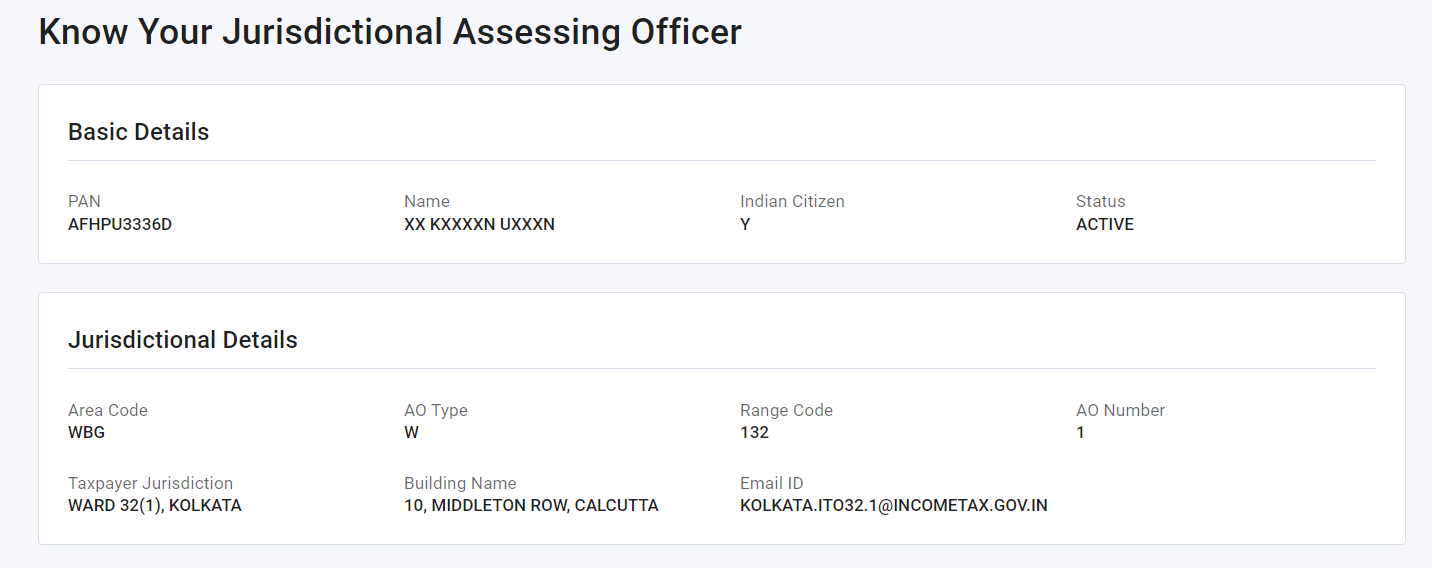 Know Your Jurisdictional Assessing Officer
Basic Details
PAN Name Indian Citizen Status
AFHPU3336D XX KXXXXN UXXXN Y ACTIVE
Jurisdictional Details
Area Code AO Type Range Code AO Number
WBG W 132 1
Taxpayer Jurisdiction Building Name Email ID
WARD 32(1), KOLKATA 10, MIDDLETON ROW, CALCUTTA KOLKATA.ITO32.1@INCOMETAX.GOV.IN